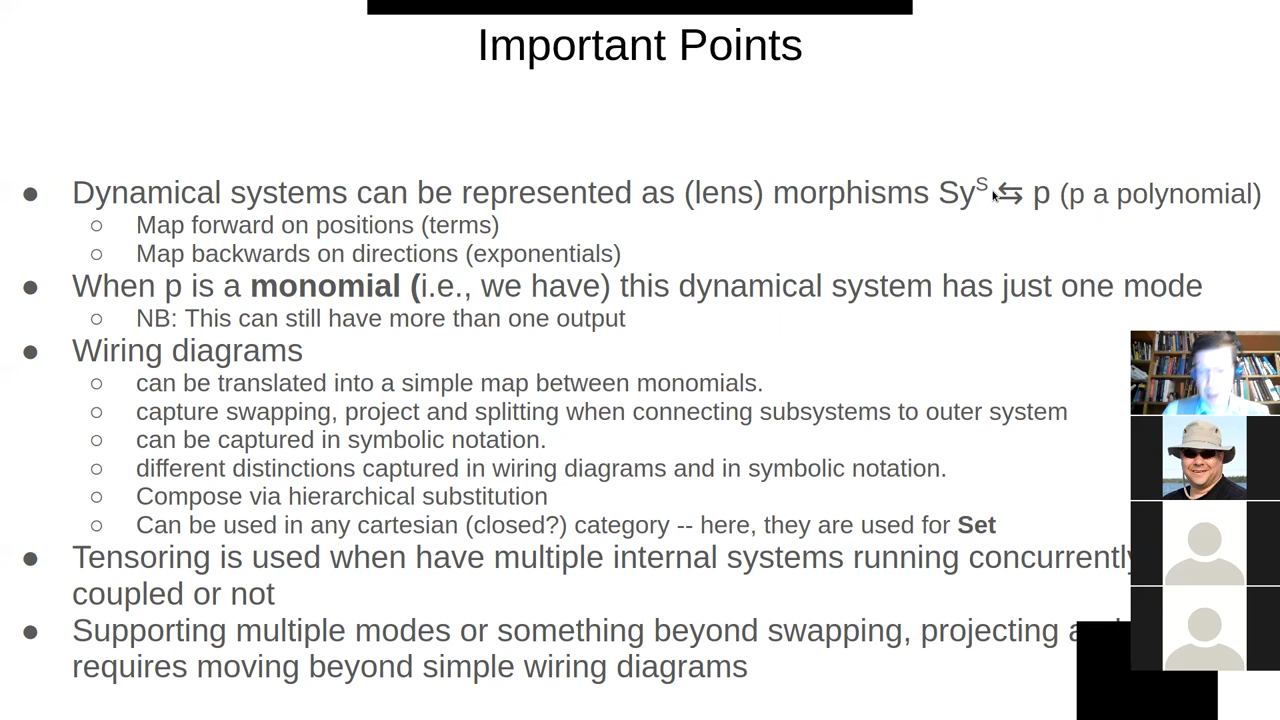 Important Points
● Dynamical systems can be represented as (lens) morphisms Sy^S ⇆ p (p a polynomial)
○ Map forward on positions (terms)
○ Map backwards on directions (exponentials)
● When p is a monomial (i.e., we have) this dynamical system has just one mode
○ NB: This can still have more than one output
● Wiring diagrams
○ can be translated into a simple map between monomials.
○ capture swapping, project and splitting when connecting subsystems to outer system
○ can be captured in symbolic notation.
○ different distinctions captured in wiring diagrams and in symbolic notation.
○ Compose via hierarchical substitution
○ Can be used in any cartesian (closed?) category -- here, they are used for Set
● Tensoring is used when have multiple internal systems running concurrently
coupled or not
● Supporting multiple modes or something beyond swapping, projecting
requires moving beyond simple wiring diagrams